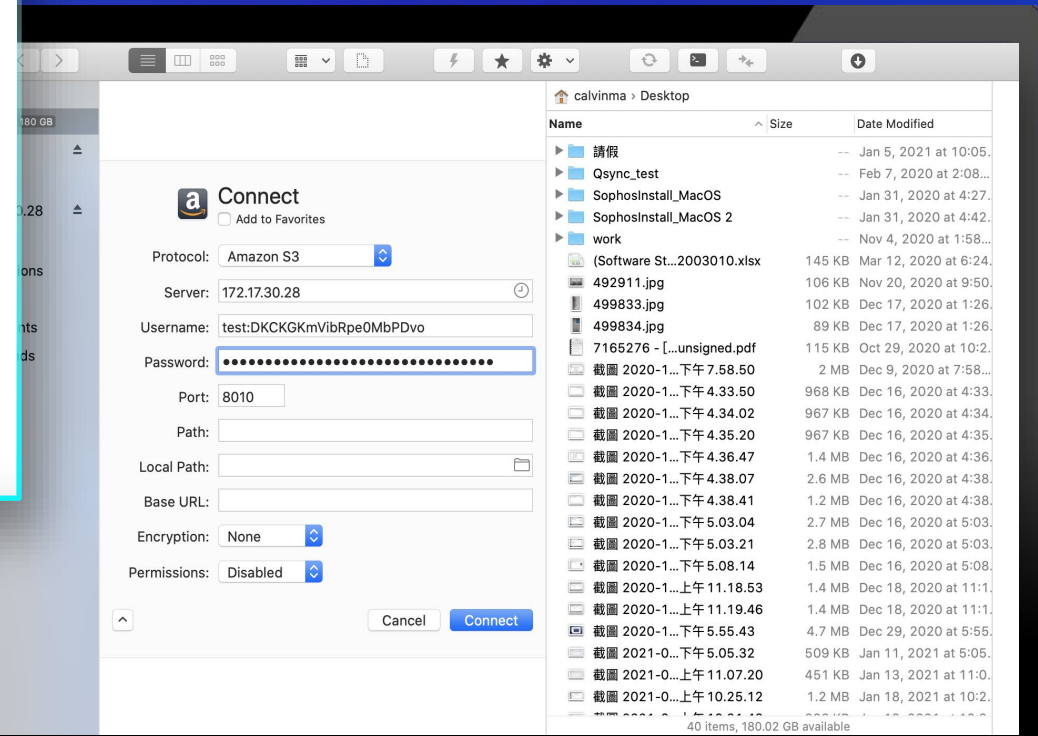 180 GB
0.28
ions
nts
ds
Connect
Add to Favorites
Protocol: Amazon S3
Server: 172.17.30.28
Username: test:DKCKGKmVibRpe0MbPDvo
Password: ••••••••••••••••••••••••••••••••
Port: 8010
Path:
Local Path:
Base URL:
Encryption: None
Permissions: Disabled
Cancel Connect
calvinma › Desktop
Name Size Date Modified
請假 -- Jan 5, 2021 at 10:05.
Qsync_test -- Feb 7, 2020 at 2:08...
SophosInstall_MacOS -- Jan 31, 2020 at 4:27.
SophosInstall_MacOS 2 -- Jan 31, 2020 at 4:42.
work -- Nov 4, 2020 at 1:58...
(Software St...2003010.xlsx 145 KB Mar 12, 2020 at 6:24.
492911.jpg 106 KB Nov 20, 2020 at 9:50.
499833.jpg 102 KB Dec 17, 2020 at 1:26.
499834.jpg 89 KB Dec 17, 2020 at 1:26.
7165276 - [...unsigned.pdf 115 KB Oct 29, 2020 at 10:2.
截圖 2020-1...下午 7.58.50 2 MB Dec 9, 2020 at 7:58...
截圖 2020-1...下午 4.33.50 968 KB Dec 16, 2020 at 4:33.
截圖 2020-1...下午 4.34.02 967 KB Dec 16, 2020 at 4:34.
截圖 2020-1...下午 4.35.20 967 KB Dec 16, 2020 at 4:35.
截圖 2020-1...下午 4.36.47 1.4 MB Dec 16, 2020 at 4:36.
截圖 2020-1...下午 4.38.07 2.6 MB Dec 16, 2020 at 4:38.
截圖 2020-1...下午 4.38.41 1.2 MB Dec 16, 2020 at 4:38.
截圖 2020-1...下午 5.03.04 2.7 MB Dec 16, 2020 at 5:03.
截圖 2020-1...下午 5.03.21 2.8 MB Dec 16, 2020 at 5:03.
截圖 2020-1...下午 5.08.14 1.5 MB Dec 16, 2020 at 5:08.
截圖 2020-1...上午 11.18.53 1.4 MB Dec 18, 2020 at 11:1.
截圖 2020-1...上午 11.19.46 1.4 MB Dec 18, 2020 at 11:1.
截圖 2020-1...下午 5.55.43 4.7 MB Dec 29, 2020 at 5:55.
截圖 2021-0...下午 5.05.32 509 KB Jan 11, 2021 at 5:05.
截圖 2021-0...上午 11.07.20 451 KB Jan 13, 2021 at 11:0.
截圖 2021-0...上午 10.25.12 1.2 MB Jan 18, 2021 at 10:2.
40 items, 180.02 GB available